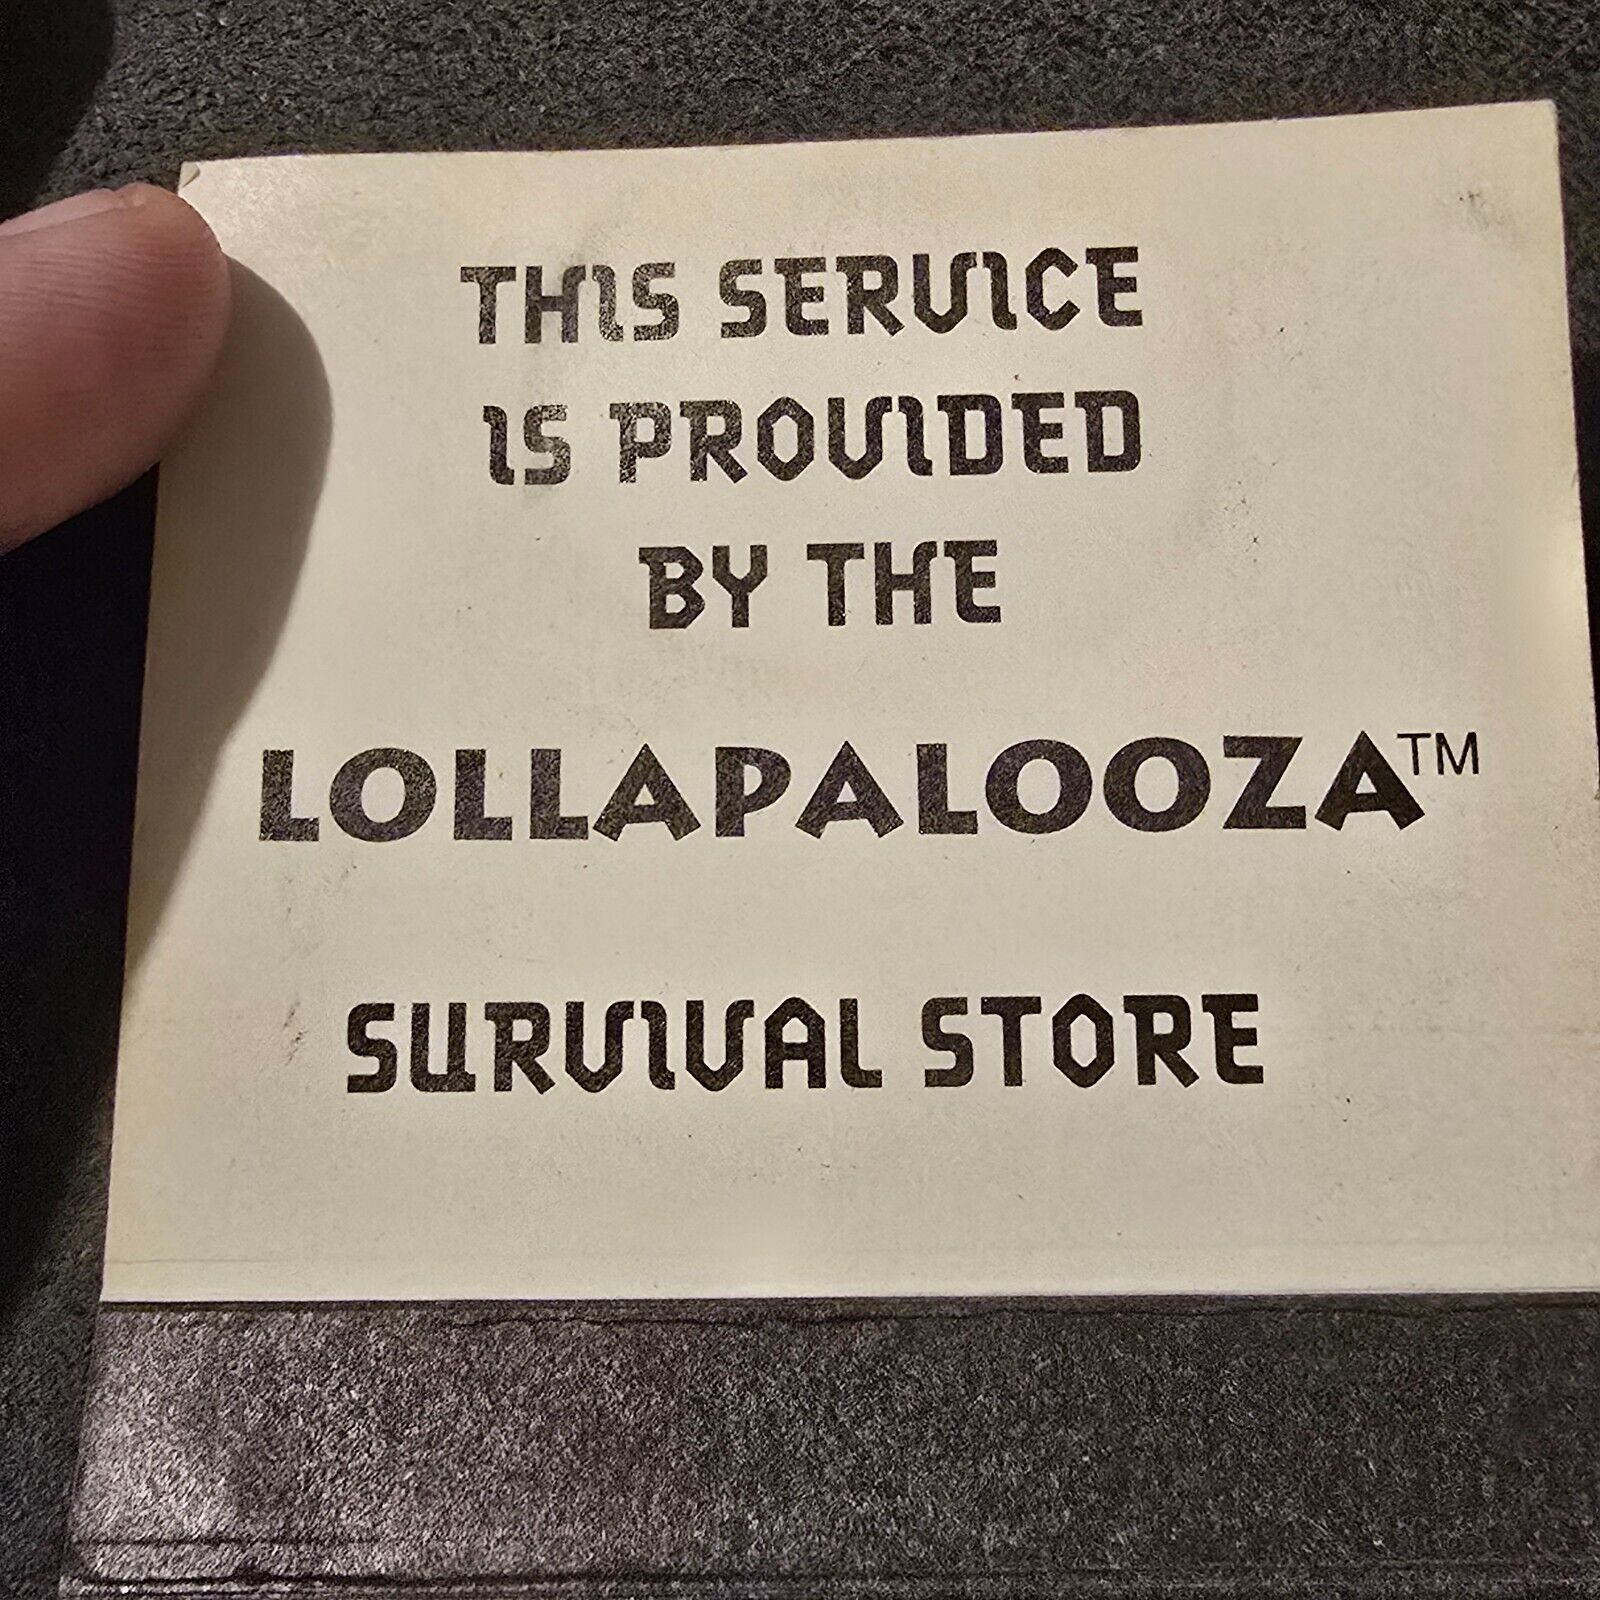 THIS SERVICE
IS PROVIDED
BY THE
LOLLAPALOOZA™
SURVIVAL STORE